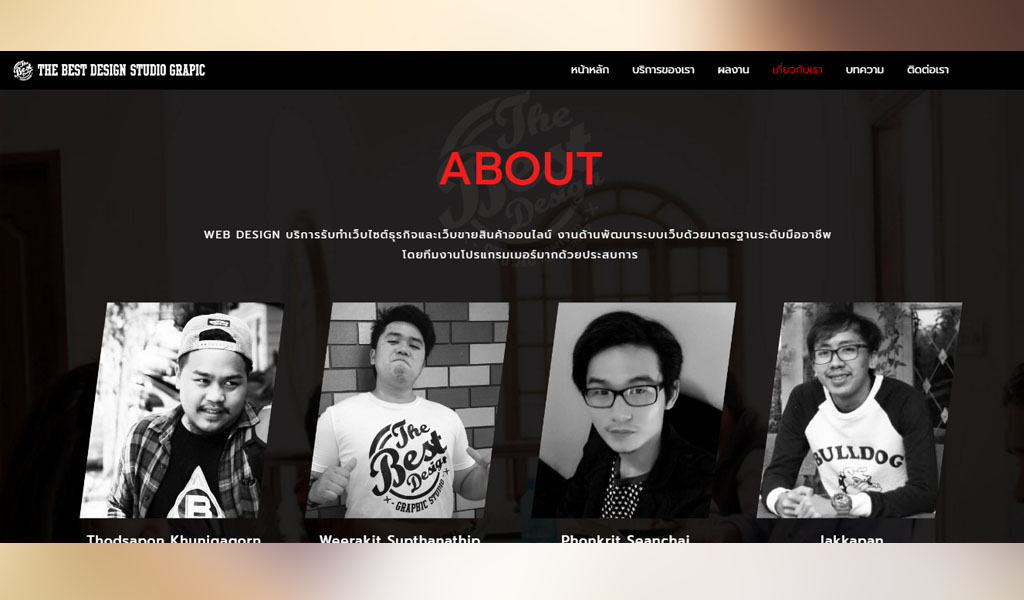 The Best Design
THE BEST DESIGN STUDIO GRAPIC
หน้าหลัก บริการของเรา ผลงาน เกี่ยวกับเรา บทความ ติดต่อเรา
The Best Design
ABOUT
WEB DESIGN บริการรับทำเว็บไซต์ธุรกิจและเว็บขายสินค้าออนไลน์ งานด้านพัฒนาระบบเว็บด้วยมาตรฐานระดับมืออาชีพ
โดยทีมงานโปรแกรมเมอร์มากด้วยประสบการ
B
The
Best
Design
GRAPHIC STUDIO
BULLDOG
Thodsapon Khunigagorn
Weerakit Supthanathip
Phonkrit Seanchai
Jakkapan